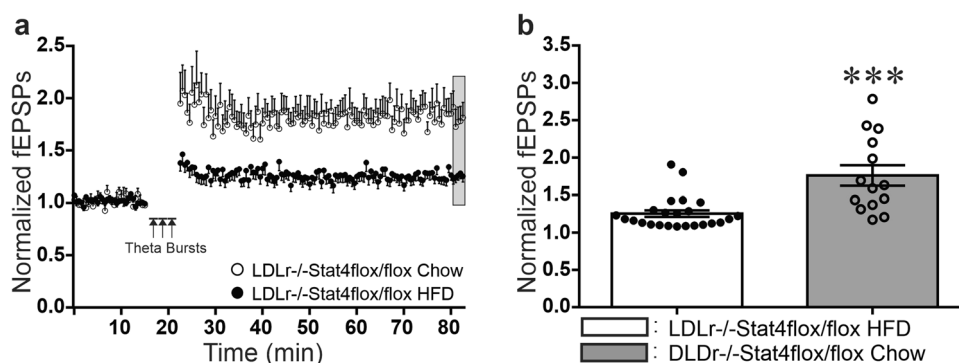 a
Normalized fEPSPs
2.5
2.0
1.5
1.0
0.5
0.0
Theta Bursts
LDLr-/-Stat4flox/flox Chow
LDLr-/-Stat4flox/flox HFD
10 20 30 40 50 60 70 80
Time (min)
b
Normalized fEPSPs
3.5
3.0
2.5
2.0
1.5
1.0
0.5
0.0
***
: LDLr-/-Stat4flox/flox HFD
: DLDr-/-Stat4flox/flox Chow